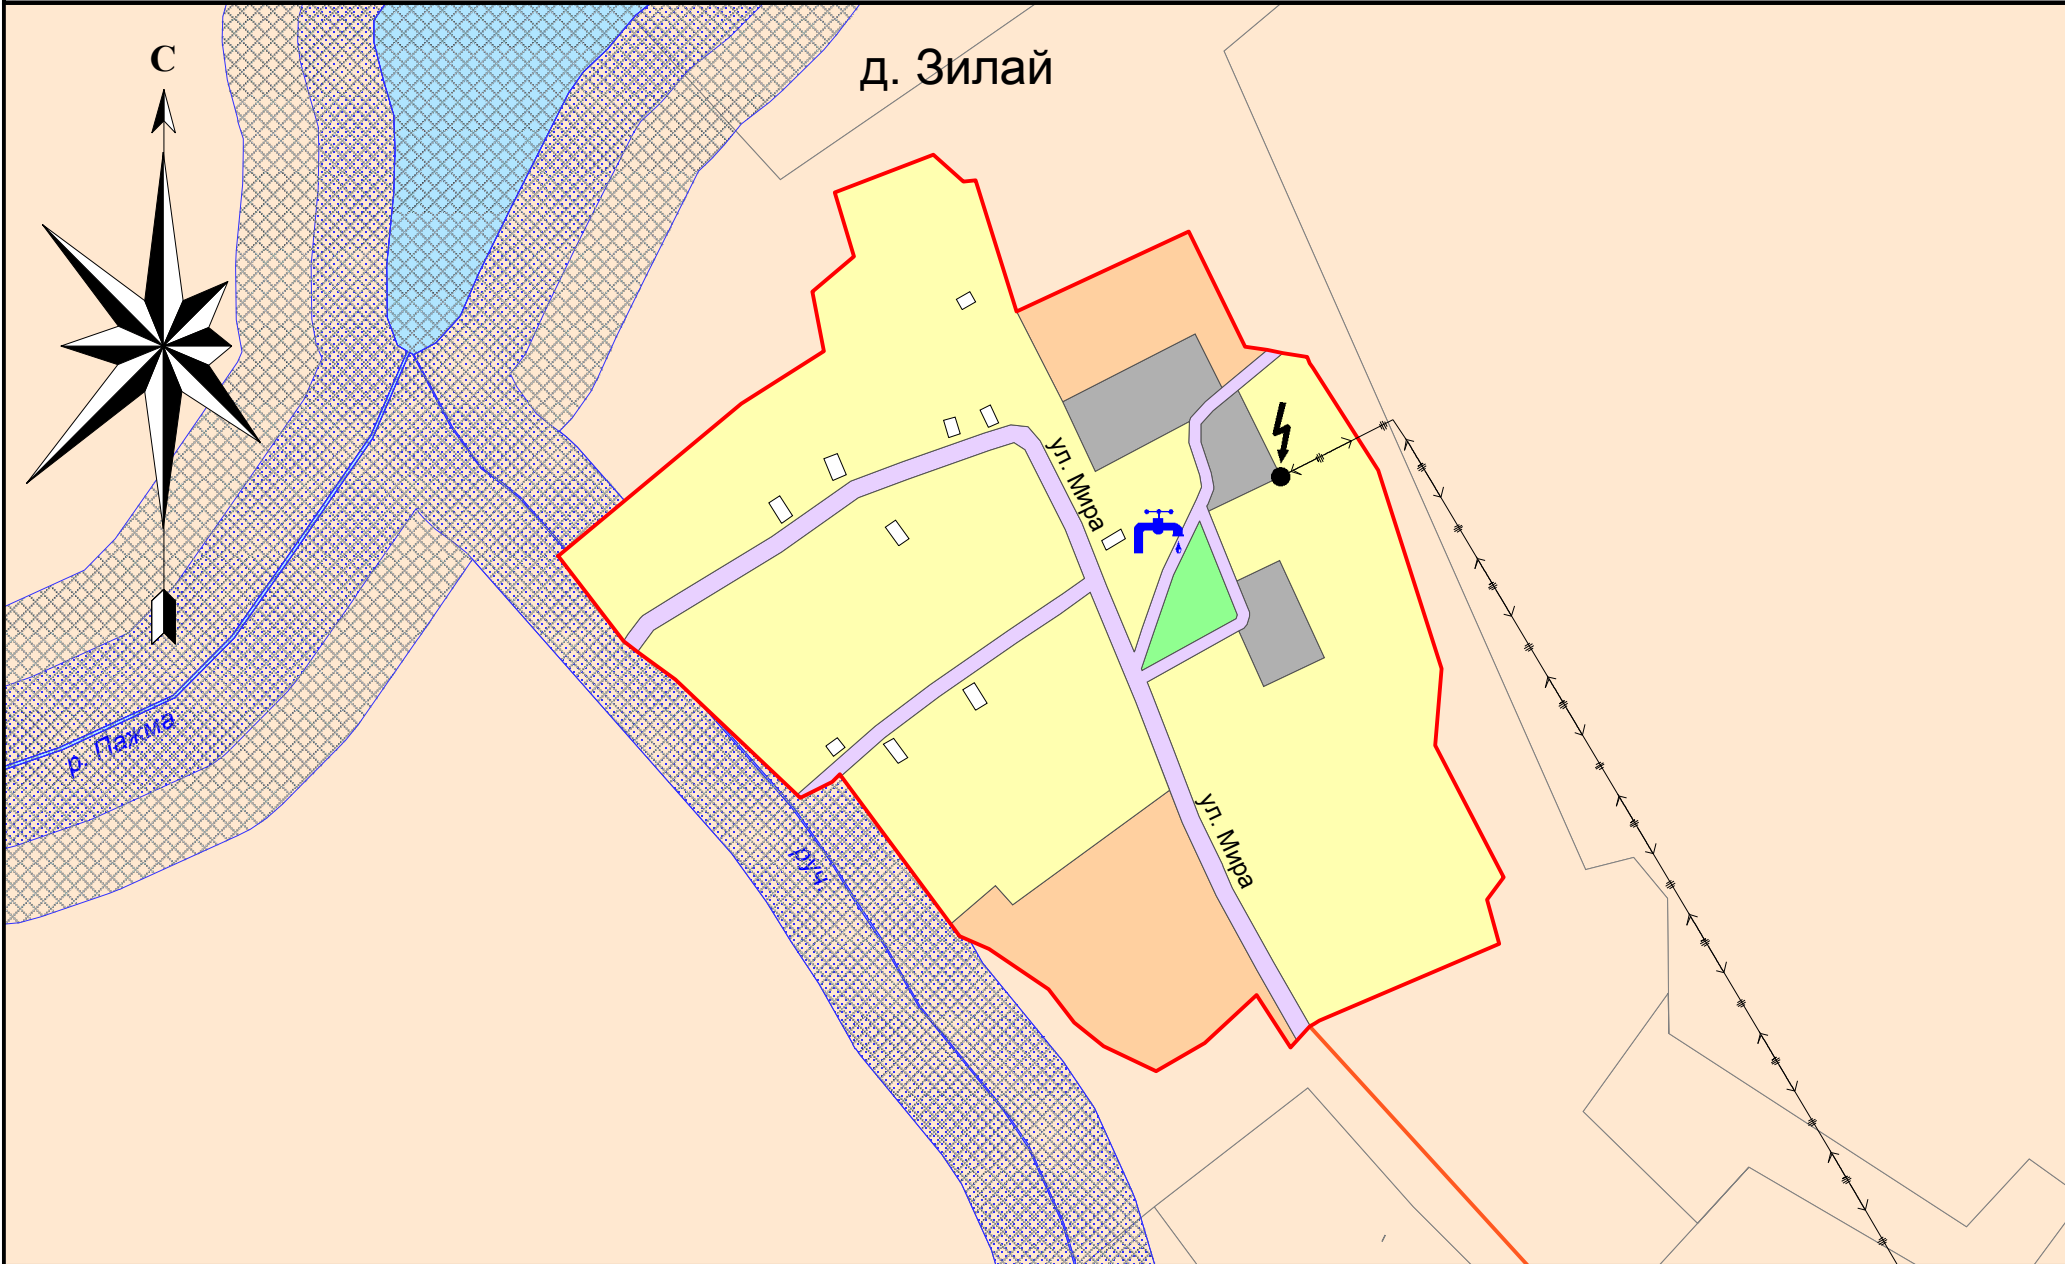 С
д. Зилай
ул. Мира
р. Пажма
ул. Мира
руч.